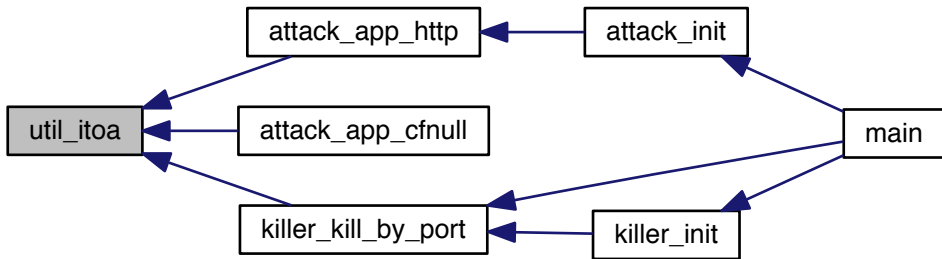 attack_app_http
attack_init
util_itoa
attack_app_cfnull
main
killer_kill_by_port
killer_init